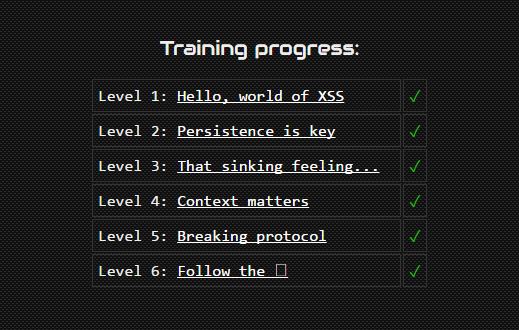 Training progress:
Level 1: Hello, world of XSS ✓
Level 2: Persistence is key ✓
Level 3: That sinking feeling... ✓
Level 4: Context matters ✓
Level 5: Breaking protocol ✓
Level 6: Follow the ✓